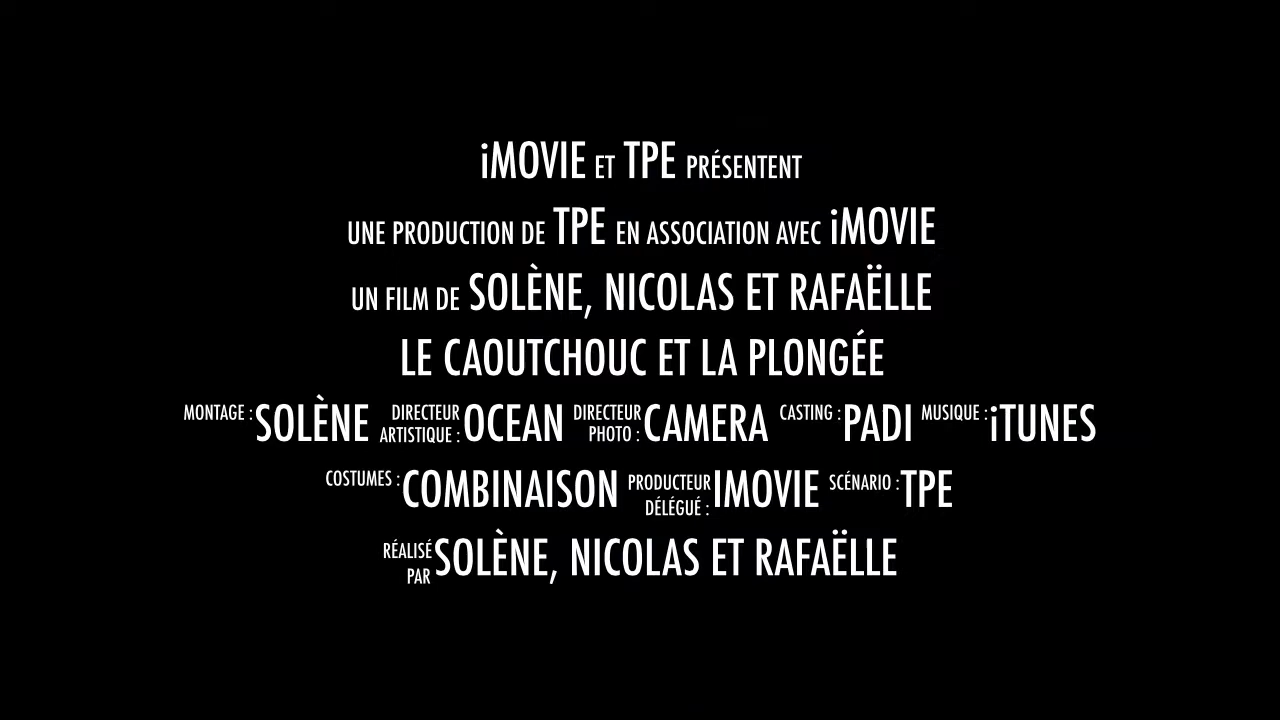 iMOVIE ET TPE PRÉSENTENT
UNE PRODUCTION DE TPE EN ASSOCIATION AVEC iMOVIE
UN FILM DE SOLÈNE, NICOLAS ET RAFAËLLE
LE CAOUTCHOUC ET LA PLONGÉE
MONTAGE : SOLÈNE DIRECTEUR ARTISTIQUE : OCEAN DIRECTEUR PHOTO : CAMERA CASTING : PADI MUSIQUE : iTUNES
COSTUMES : COMBINAISON PRODUCTEUR DÉLÉGUÉ : IMOVIE SCÉNARIO : TPE
RÉALISÉ PAR SOLÈNE, NICOLAS ET RAFAËLLE